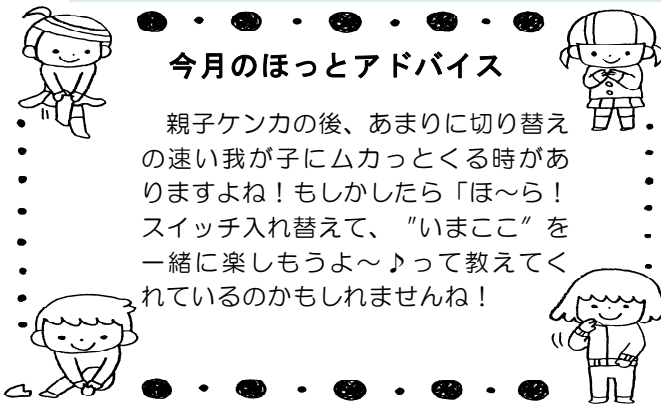 今月のほっとアドバイス
　親子ケンカの後、あまりに切り替え
の速い我が子にムカっとくる時があ
りますよね！もしかしたら「ほ～ら！
スイッチ入れ替えて、〝いまここ〟を
一緒に楽しもうよ～♪って教えてく
れているのかもしれませんね！